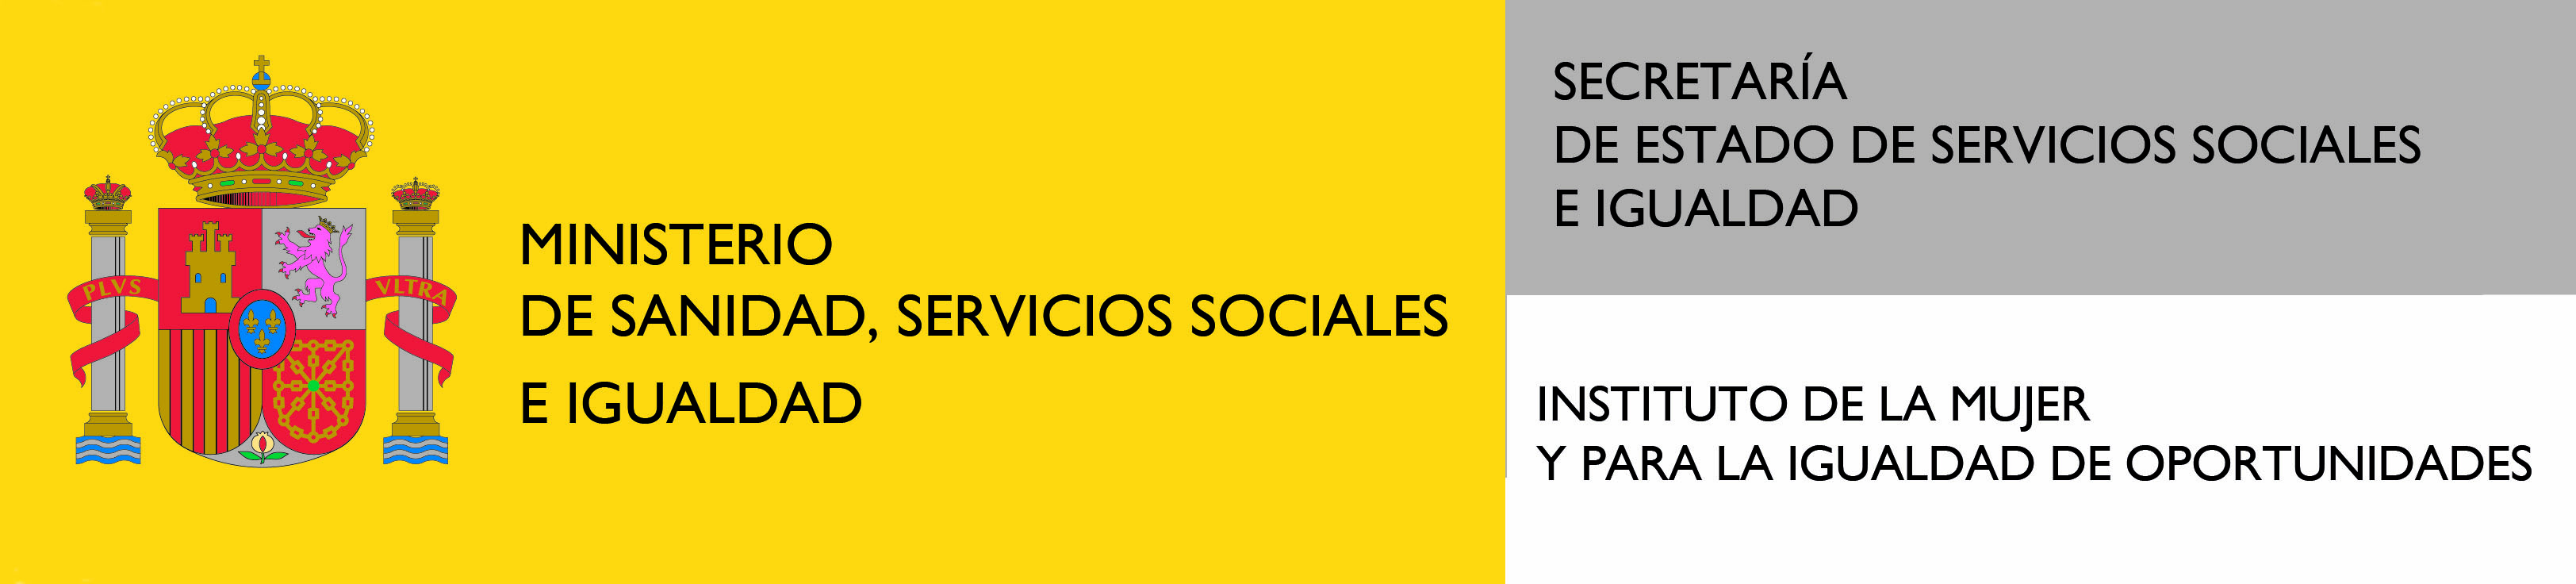 PLVS
VLTRA
MINISTERIO
DE SANIDAD, SERVICIOS SOCIALES
E IGUALDAD
SECRETARÍA
DE ESTADO DE SERVICIOS SOCIALES
E IGUALDAD
INSTITUTO DE LA MUJER
Y PARA LA IGUALDAD DE OPORTUNIDADES